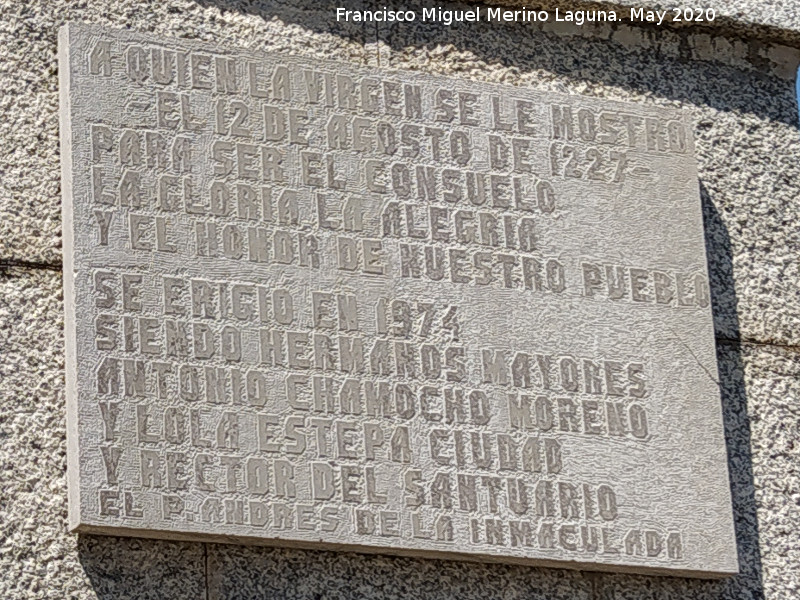 Francisco Miguel Merino Laguna. May 2020
A QUIEN LA VIRGEN SE LE MOSTRO
-EL 12 DE AGOSTO DE 1227-
PARA SER EL CONSUELO
LA GLORIA LA ALEGRIA
Y EL HONOR DE NUESTRO PUEBLO
SE ERIGIO EN 1974
SIENDO HERMANOS MAYORES
ANTONIO CHAMOCHO MORENO
Y LOLA ESTEPA CIUDAD
Y RECTOR DEL SANTUARIO
EL P. ANDRES DE LA INMACULADA